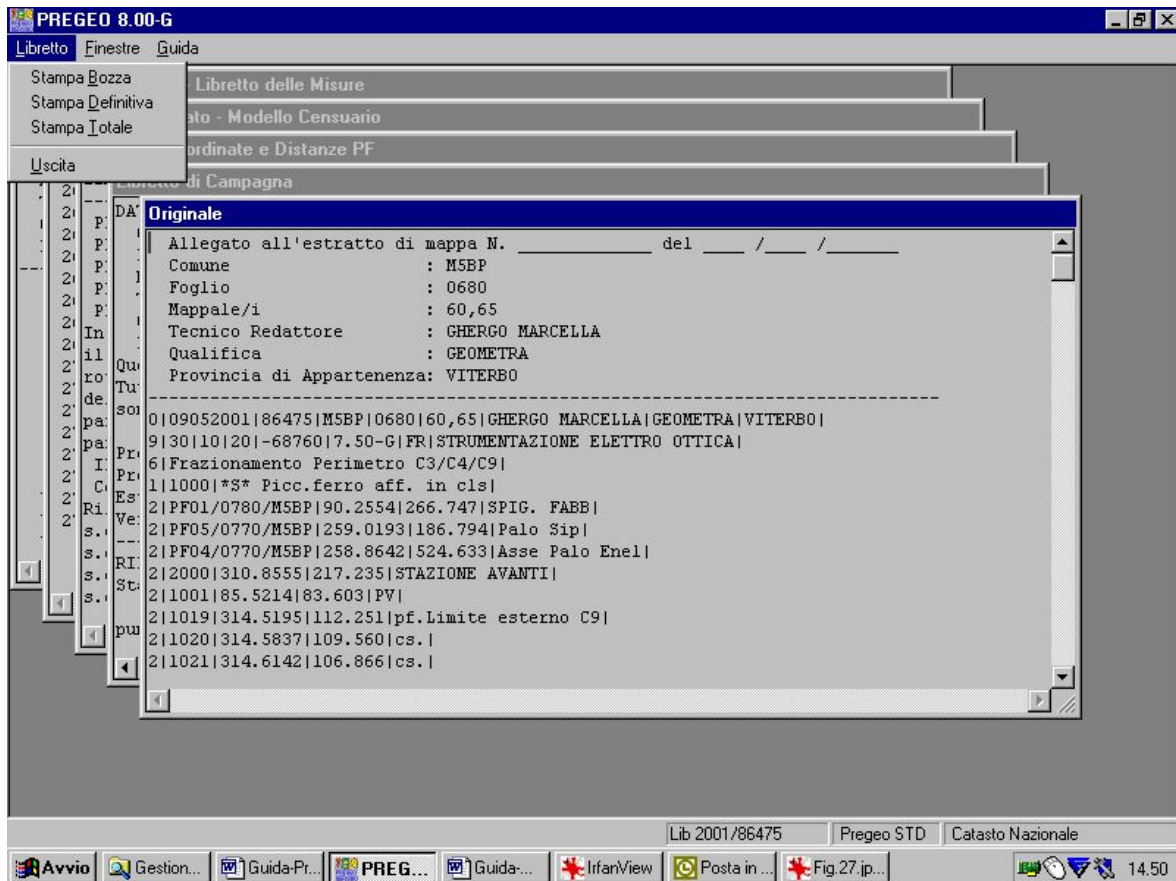 PREGEO 8.00-G
Libretto Finestre Guida
Stampa Bozza
Stampa Definitiva
Stampa Totale
Uscita
Libretto delle Misure
ato - Modello Censuario
ordinate e Distanze PF
di Campagna
Originale
Allegato all'estratto di mappa N. ____________ del ____ /____ /_______
Comune : M5BP
Foglio : 0680
Mappale/i : 60,65
Tecnico Redattore : GHERGO MARCELLA
Qualifica : GEOMETRA
Provincia di Appartenenza: VITERBO
0|09052001|86475|M5BP|0680|60,65|GHERGO MARCELLA|GEOMETRA|VITERBO|
9|30|10|20|-68760|7.50-G|FR|STRUMENTAZIONE ELETTRO OTTICA|
6|Frazionamento Perimetro C3/C4/C9|
1|1000|*S* Picc.ferro aff. in cls|
2|PF01/0780/M5BP|90.2554|266.747|SPIG. FABB|
2|PF05/0770/M5BP|259.0193|186.794|Palo Sip|
2|PF04/0770/M5BP|258.8642|524.633|Asse Palo Enel|
2|2000|310.8555|217.235|STAZIONE AVANTI|
2|1001|85.5214|83.603|PV|
2|1019|314.5195|112.251|pf.Limite esterno C9|
2|1020|314.5837|109.560|cs.|
2|1021|314.6142|106.866|cs.|
Lib 2001/86475 Pregeo STD Catasto Nazionale
Avvio Gestion... Guida-Pr... PREG... Guida-... IrfanView Posta in ... Fig.27.jp... 14.50